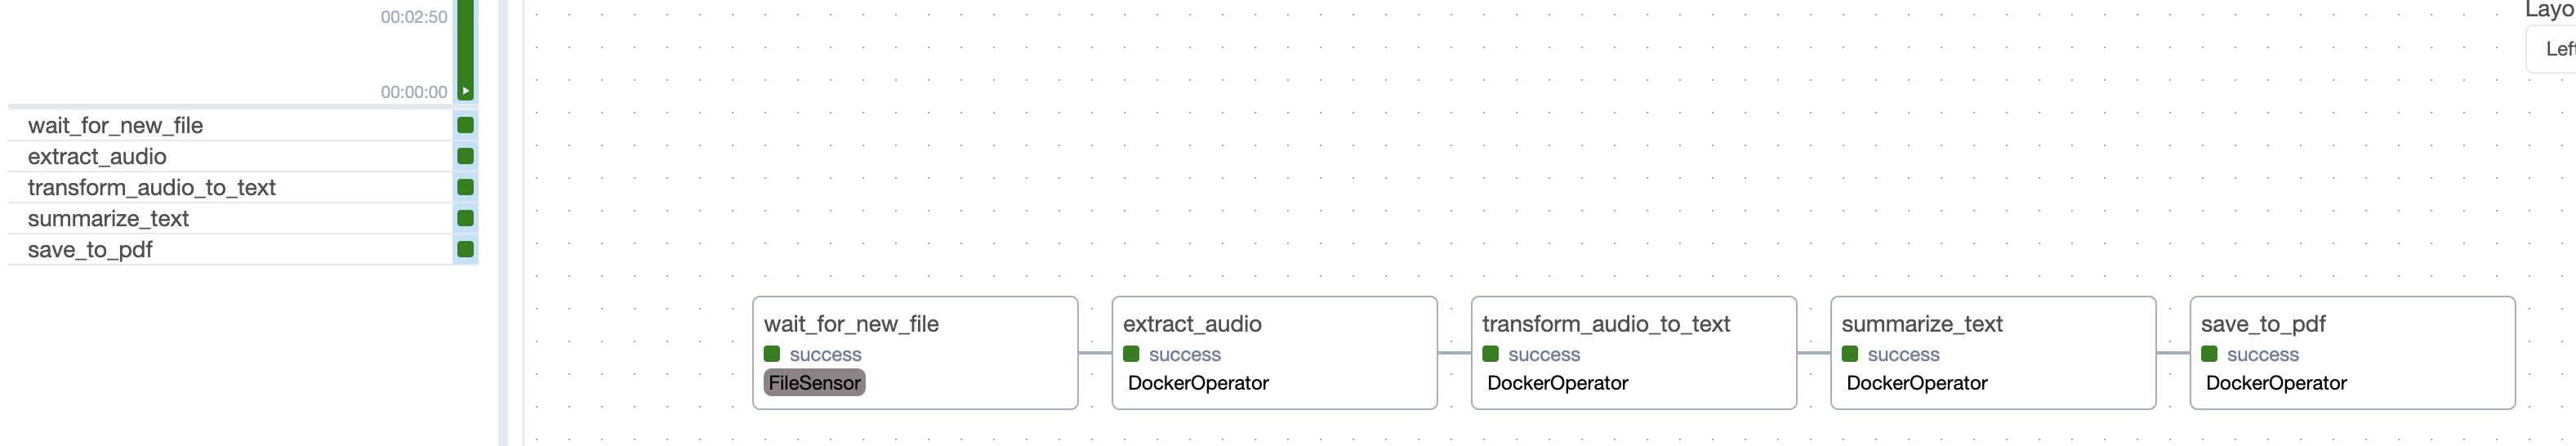 00:02:50
00:00:00
wait_for_new_file
extract_audio
transform_audio_to_text
summarize_text
save_to_pdf
Layo
Left
wait_for_new_file
success
FileSensor
extract_audio
success
DockerOperator
transform_audio_to_text
success
DockerOperator
summarize_text
success
DockerOperator
save_to_pdf
success
DockerOperator